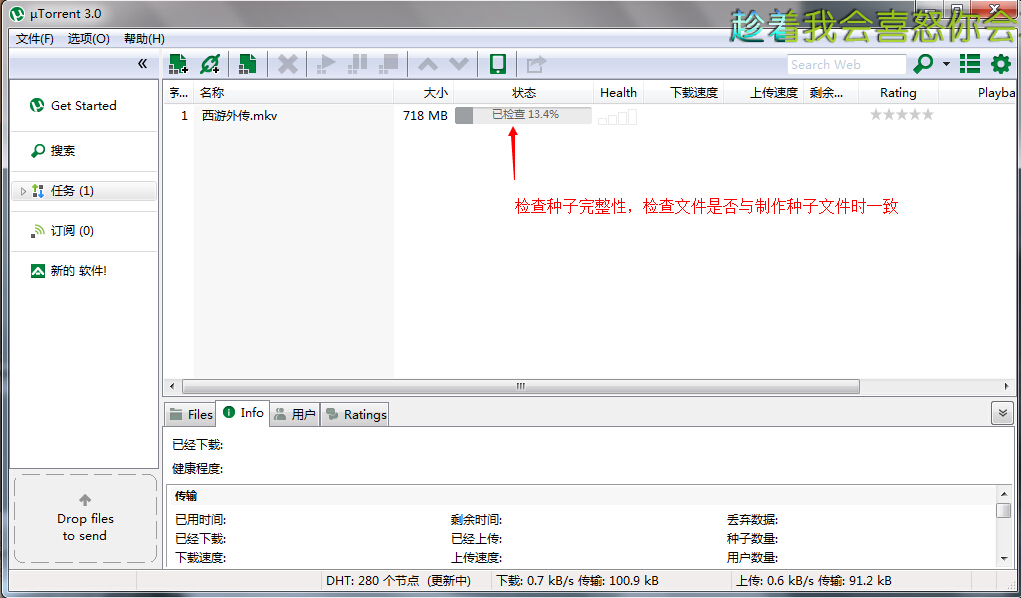 µTorrent 3.0
趁着我会喜怒你会
文件(F) 选项(O) 帮助(H)
«
Search Web
Get Started
搜索
任务 (1)
订阅 (0)
新的 软件!
字... 名称 大小 状态 Health 下载速度 上传速度 剩余... Rating Playba
1 西游外传.mkv 718 MB 已检查 13.4%
检查种子完整性，检查文件是否与制作种子文件时一致
Files Info 用户 Ratings
已经下载:
健康程度:
传输
已用时间: 剩余时间: 丢弃数据:
已经下载: 已经上传: 种子数量:
下载速度: 上传速度: 用户数量:
Drop files
to send
DHT: 280 个节点 (更新中) 下载: 0.7 kB/s 传输: 100.9 kB 上传: 0.6 kB/s 传输: 91.2 kB